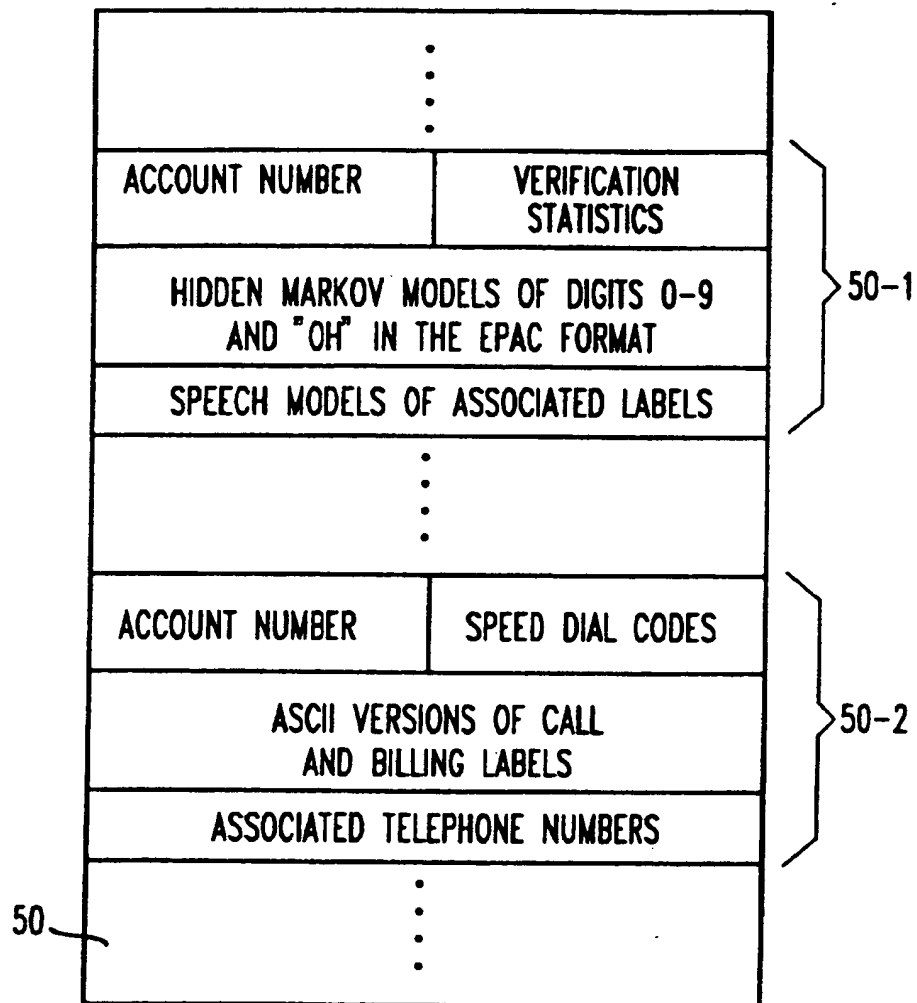 ACCOUNT NUMBER
VERIFICATION
STATISTICS
HIDDEN MARKOV MODELS OF DIGITS 0-9
AND "OH" IN THE EPAC FORMAT
SPEECH MODELS OF ASSOCIATED LABELS
50-1
ACCOUNT NUMBER
SPEED DIAL CODES
ASCII VERSIONS OF CALL
AND BILLING LABELS
ASSOCIATED TELEPHONE NUMBERS
50-2
50